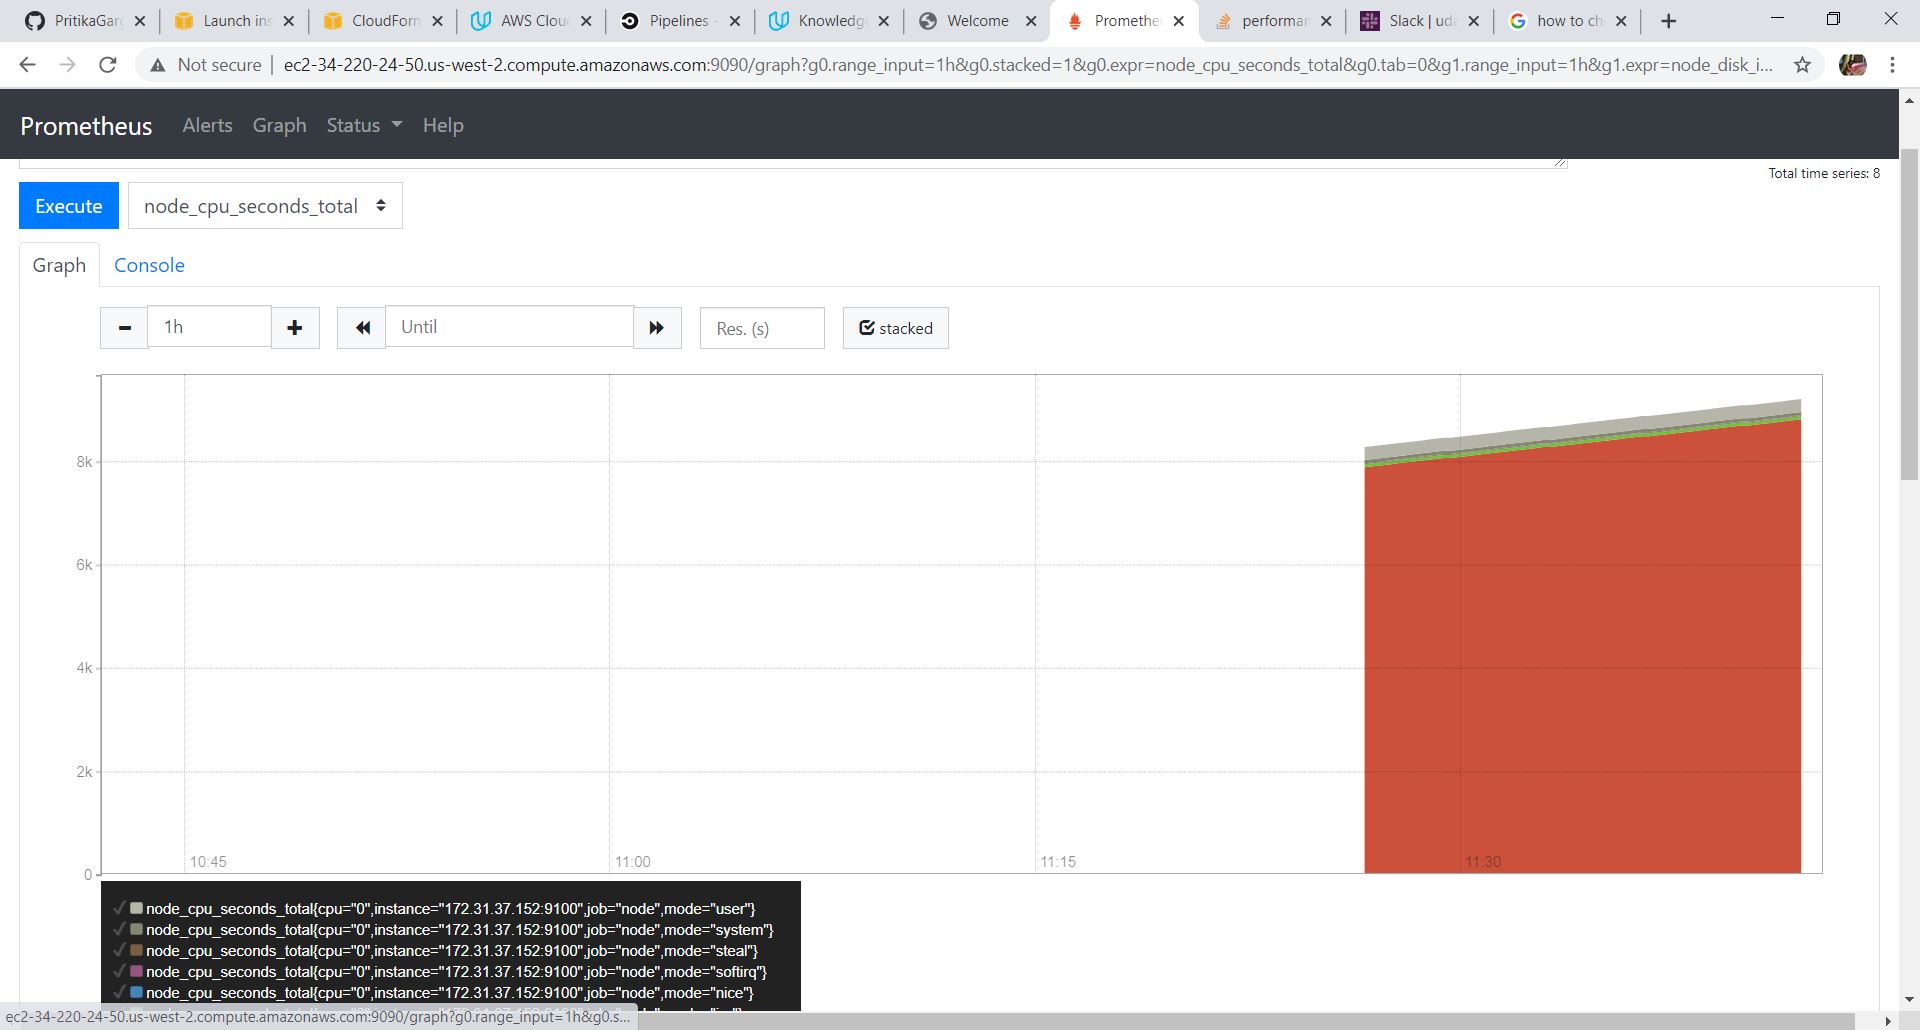 PritikaGarg
Launch ins
CloudForm
AWS Clou
Pipelines -
Knowledg
Welcome
Promethe
performan
Slack | uda
how to ch
Not secure
ec2-34-220-24-50.us-west-2.compute.amazonaws.com:9090/graph?g0.range_input=1h&g0.stacked=1&g0.expr=node_cpu_seconds_total&g0.tab=0&g1.range_input=1h&g1.expr=node_disk_i...
Prometheus
Alerts
Graph
Status
Help
Total time series: 8
Execute
node_cpu_seconds_total
Graph
Console
1h
Until
Res. (s)
stacked
8k
6k
4k
2k
0
10:45
11:00
11:15
11:30
node_cpu_seconds_total{cpu="0",instance="172.31.37.152:9100",job="node",mode="user"}
node_cpu_seconds_total{cpu="0",instance="172.31.37.152:9100",job="node",mode="system"}
node_cpu_seconds_total{cpu="0",instance="172.31.37.152:9100",job="node",mode="steal"}
node_cpu_seconds_total{cpu="0",instance="172.31.37.152:9100",job="node",mode="softirq"}
node_cpu_seconds_total{cpu="0",instance="172.31.37.152:9100",job="node",mode="nice"}
ec2-34-220-24-50.us-west-2.compute.amazonaws.com:9090/graph?g0.range_input=1h&g0.s...